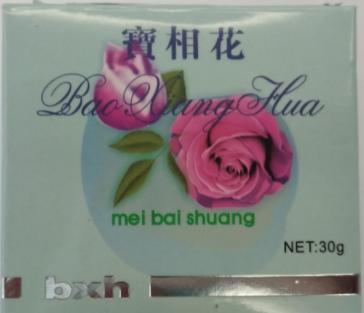 寶相花
Bao Xiang Hua
mei bai shuang
NET:30g
bxh